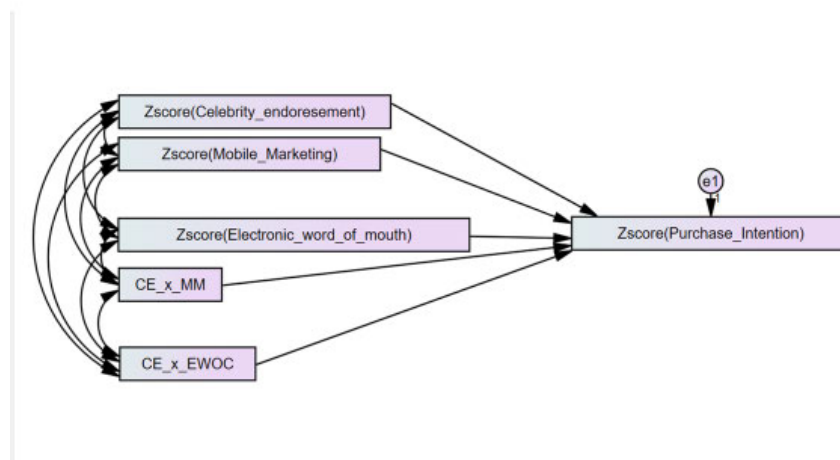 Zscore(Celebrity_endoresement)
Zscore(Mobile_Marketing)
e1
1
Zscore(Electronic_word_of_mouth)
Zscore(Purchase_Intention)
CE_x_MM
CE_x_EWOC